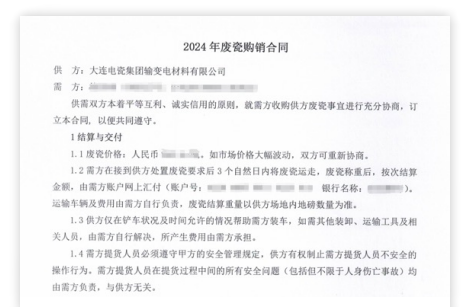 2024年废瓷购销合同
供 方：大连电瓷集团输变电材料有限公司
需 方：
供需双方本着平等互利、诚实信用的原则，就需方收购供方废瓷事宜进行充分协商，订
立本合同，以便共同遵守。
1 结算与交付
1.1 废瓷价格：人民币 。如市场价格大幅波动，双方可重新协商。
1.2 需方在接到供方处置废瓷要求后 3 个自然日内将废瓷运走，废瓷称重后，按次结算
金额，由需方账户网上汇付（账户号： 银行名称： ）。
运输车辆及费用由需方自行负责，废瓷结算重量以供方场地内地磅数量为准。
1.3 供方仅在铲车状况及时间允许的情况帮助需方装车，如需其他装卸、运输工具及相
关人员，由需方自行解决，所产生费用由需方承担。
1.4 需方提货人员必须遵守甲方的安全管理规定，供方有权制止需方提货人员不安全的
操作行为。需方提货人员在提货过程中间的所有安全问题（包括但不限于人身伤亡事故）均
由需方负责，与供方无关。